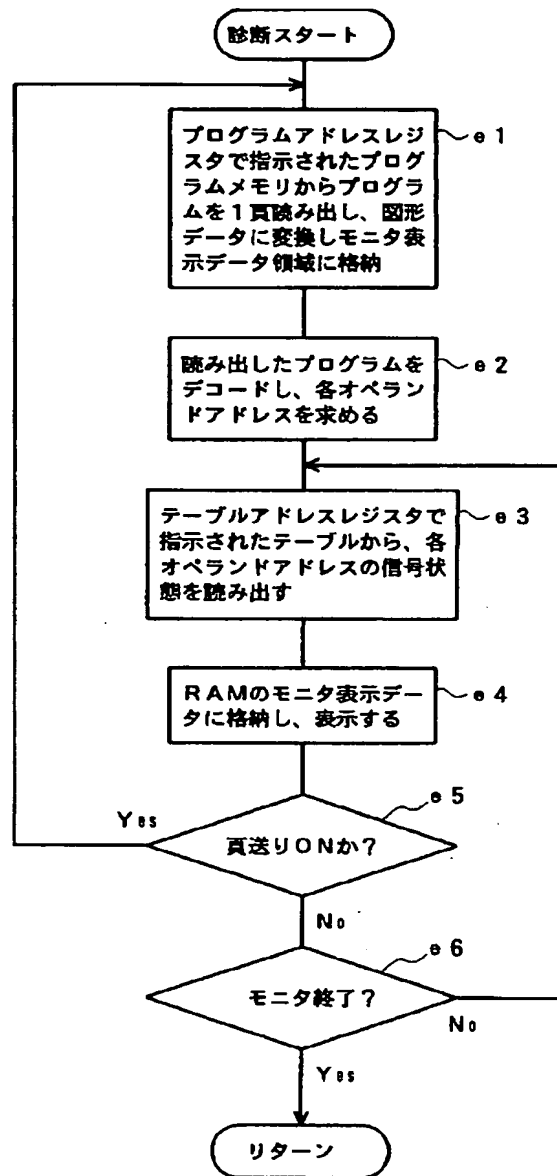 診断スタート
プログラムアドレスレジ
スタで指示されたプログ
ラムメモリからプログラ
ムを1頁読み出し、図形
データに変換しモニタ表
示データ領域に格納
e1
読み出したプログラムを
デコードし、各オペラン
ドアドレスを求める
e2
テーブルアドレスレジスタで
指示されたテーブルから、各
オペランドアドレスの信号状
態を読み出す
e3
RAMのモニタ表示デー
タに格納し、表示する
e4
e5
Yes
頁送りONか?
No
e6
モニタ終了?
No
Yes
リターン